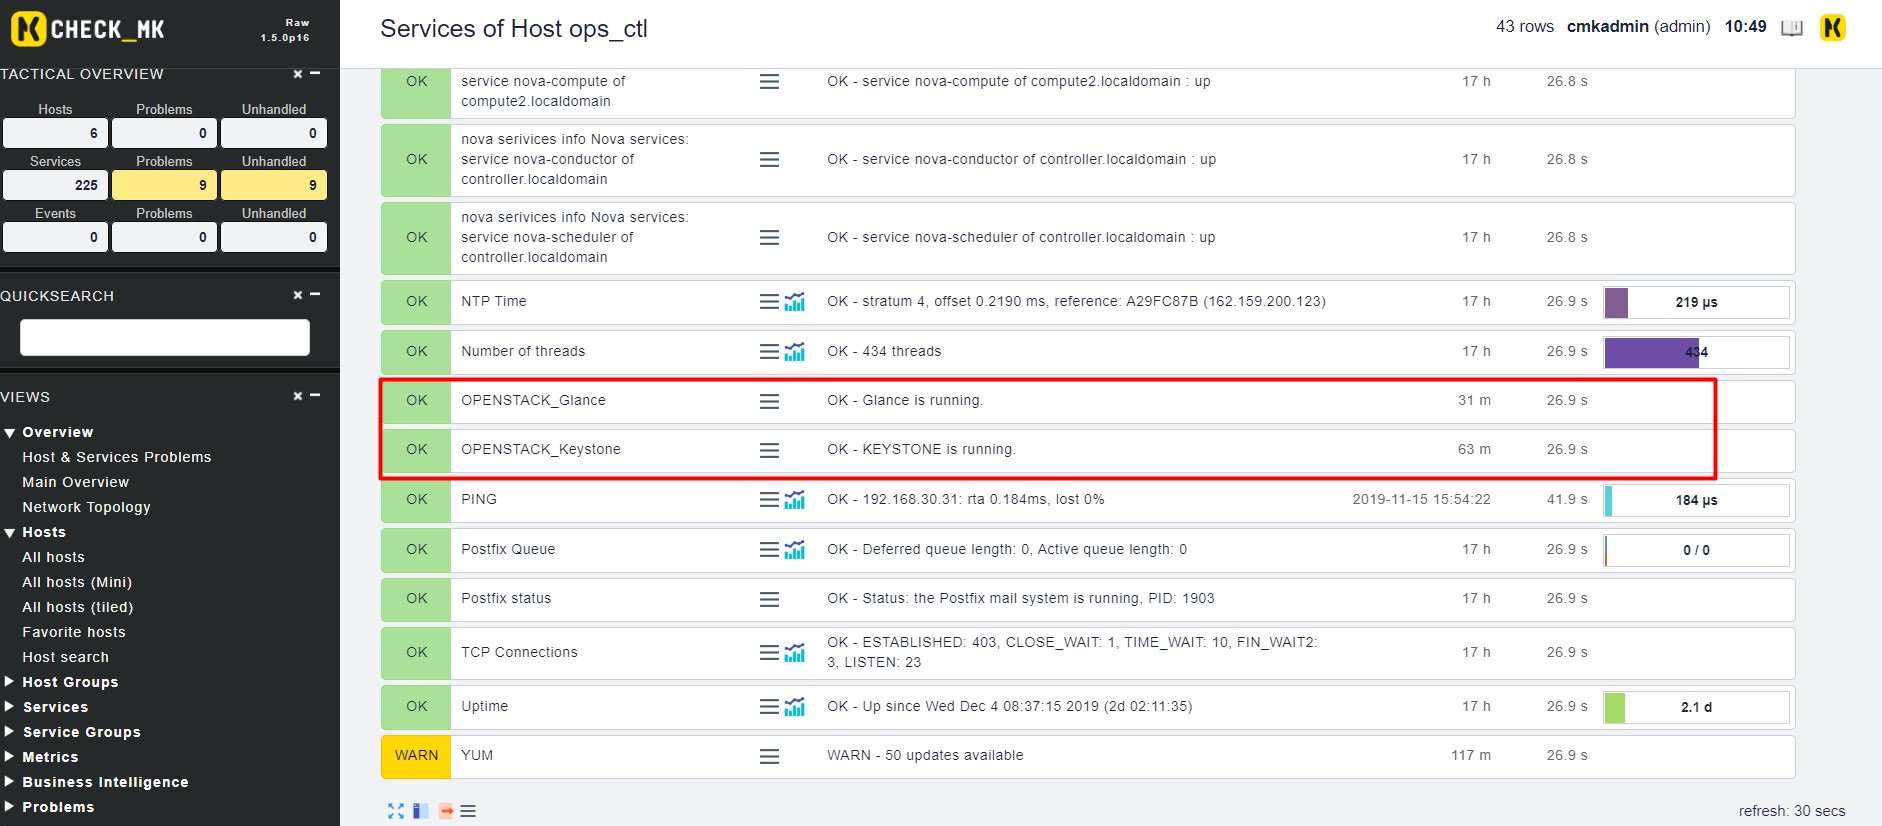 CHECK_MK
Raw
1.5.0p16
TACTICAL OVERVIEW
Hosts Problems Unhandled
6 0 0
Services Problems Unhandled
225 9 9
Events Problems Unhandled
0 0 0
QUICKSEARCH
VIEWS
Overview
Host & Services Problems
Main Overview
Network Topology
Hosts
All hosts
All hosts (Mini)
All hosts (tiled)
Favorite hosts
Host search
Host Groups
Services
Service Groups
Metrics
Business Intelligence
Problems
Services of Host ops_ctl
43 rows cmkadmin (admin) 10:49
OK service nova-compute of OK - service nova-compute of compute2.localdomain : up 17 h 26.8 s
compute2.localdomain
nova serivices info Nova services:
OK service nova-conductor of OK - service nova-conductor of controller.localdomain : up 17 h 26.8 s
controller.localdomain
nova serivices info Nova services:
OK service nova-scheduler of OK - service nova-scheduler of controller.localdomain : up 17 h 26.8 s
controller.localdomain
OK NTP Time OK - stratum 4, offset 0.2190 ms, reference: A29FC87B (162.159.200.123) 17 h 26.9 s 219 µs
OK Number of threads OK - 434 threads 17 h 26.9 s 434
OK OPENSTACK_Glance OK - Glance is running. 31 m 26.9 s
OK OPENSTACK_Keystone OK - KEYSTONE is running. 63 m 26.9 s
OK PING OK - 192.168.30.31: rta 0.184ms, lost 0% 2019-11-15 15:54:22 41.9 s 184 µs
OK Postfix Queue OK - Deferred queue length: 0, Active queue length: 0 17 h 26.9 s 0 / 0
OK Postfix status OK - Status: the Postfix mail system is running, PID: 1903 17 h 26.9 s
OK TCP Connections OK - ESTABLISHED: 403, CLOSE_WAIT: 1, TIME_WAIT: 10, FIN_WAIT2: 17 h 26.9 s
3, LISTEN: 23
OK Uptime OK - Up since Wed Dec 4 08:37:15 2019 (2d 02:11:35) 17 h 26.9 s 2.1 d
WARN YUM WARN - 50 updates available 117 m 26.9 s
refresh: 30 secs